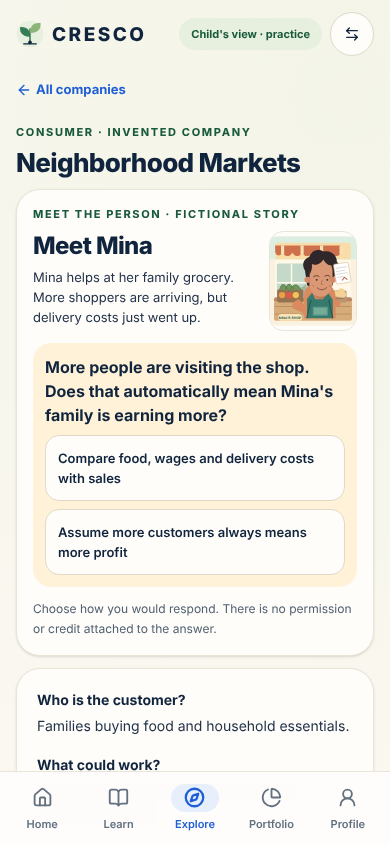 CRESCO
Child's view · practice
← All companies
CONSUMER · INVENTED COMPANY
Neighborhood Markets
MEET THE PERSON · FICTIONAL STORY
Meet Mina
Mina helps at her family grocery.
More shoppers are arriving, but
delivery costs just went up.
More people are visiting the shop.
Does that automatically mean Mina's
family is earning more?
Compare food, wages and delivery costs
with sales
Assume more customers always means
more profit
Choose how you would respond. There is no permission
or credit attached to the answer.
Who is the customer?
Families buying food and household essentials.
What could work?
Home
Learn
Explore
Portfolio
Profile